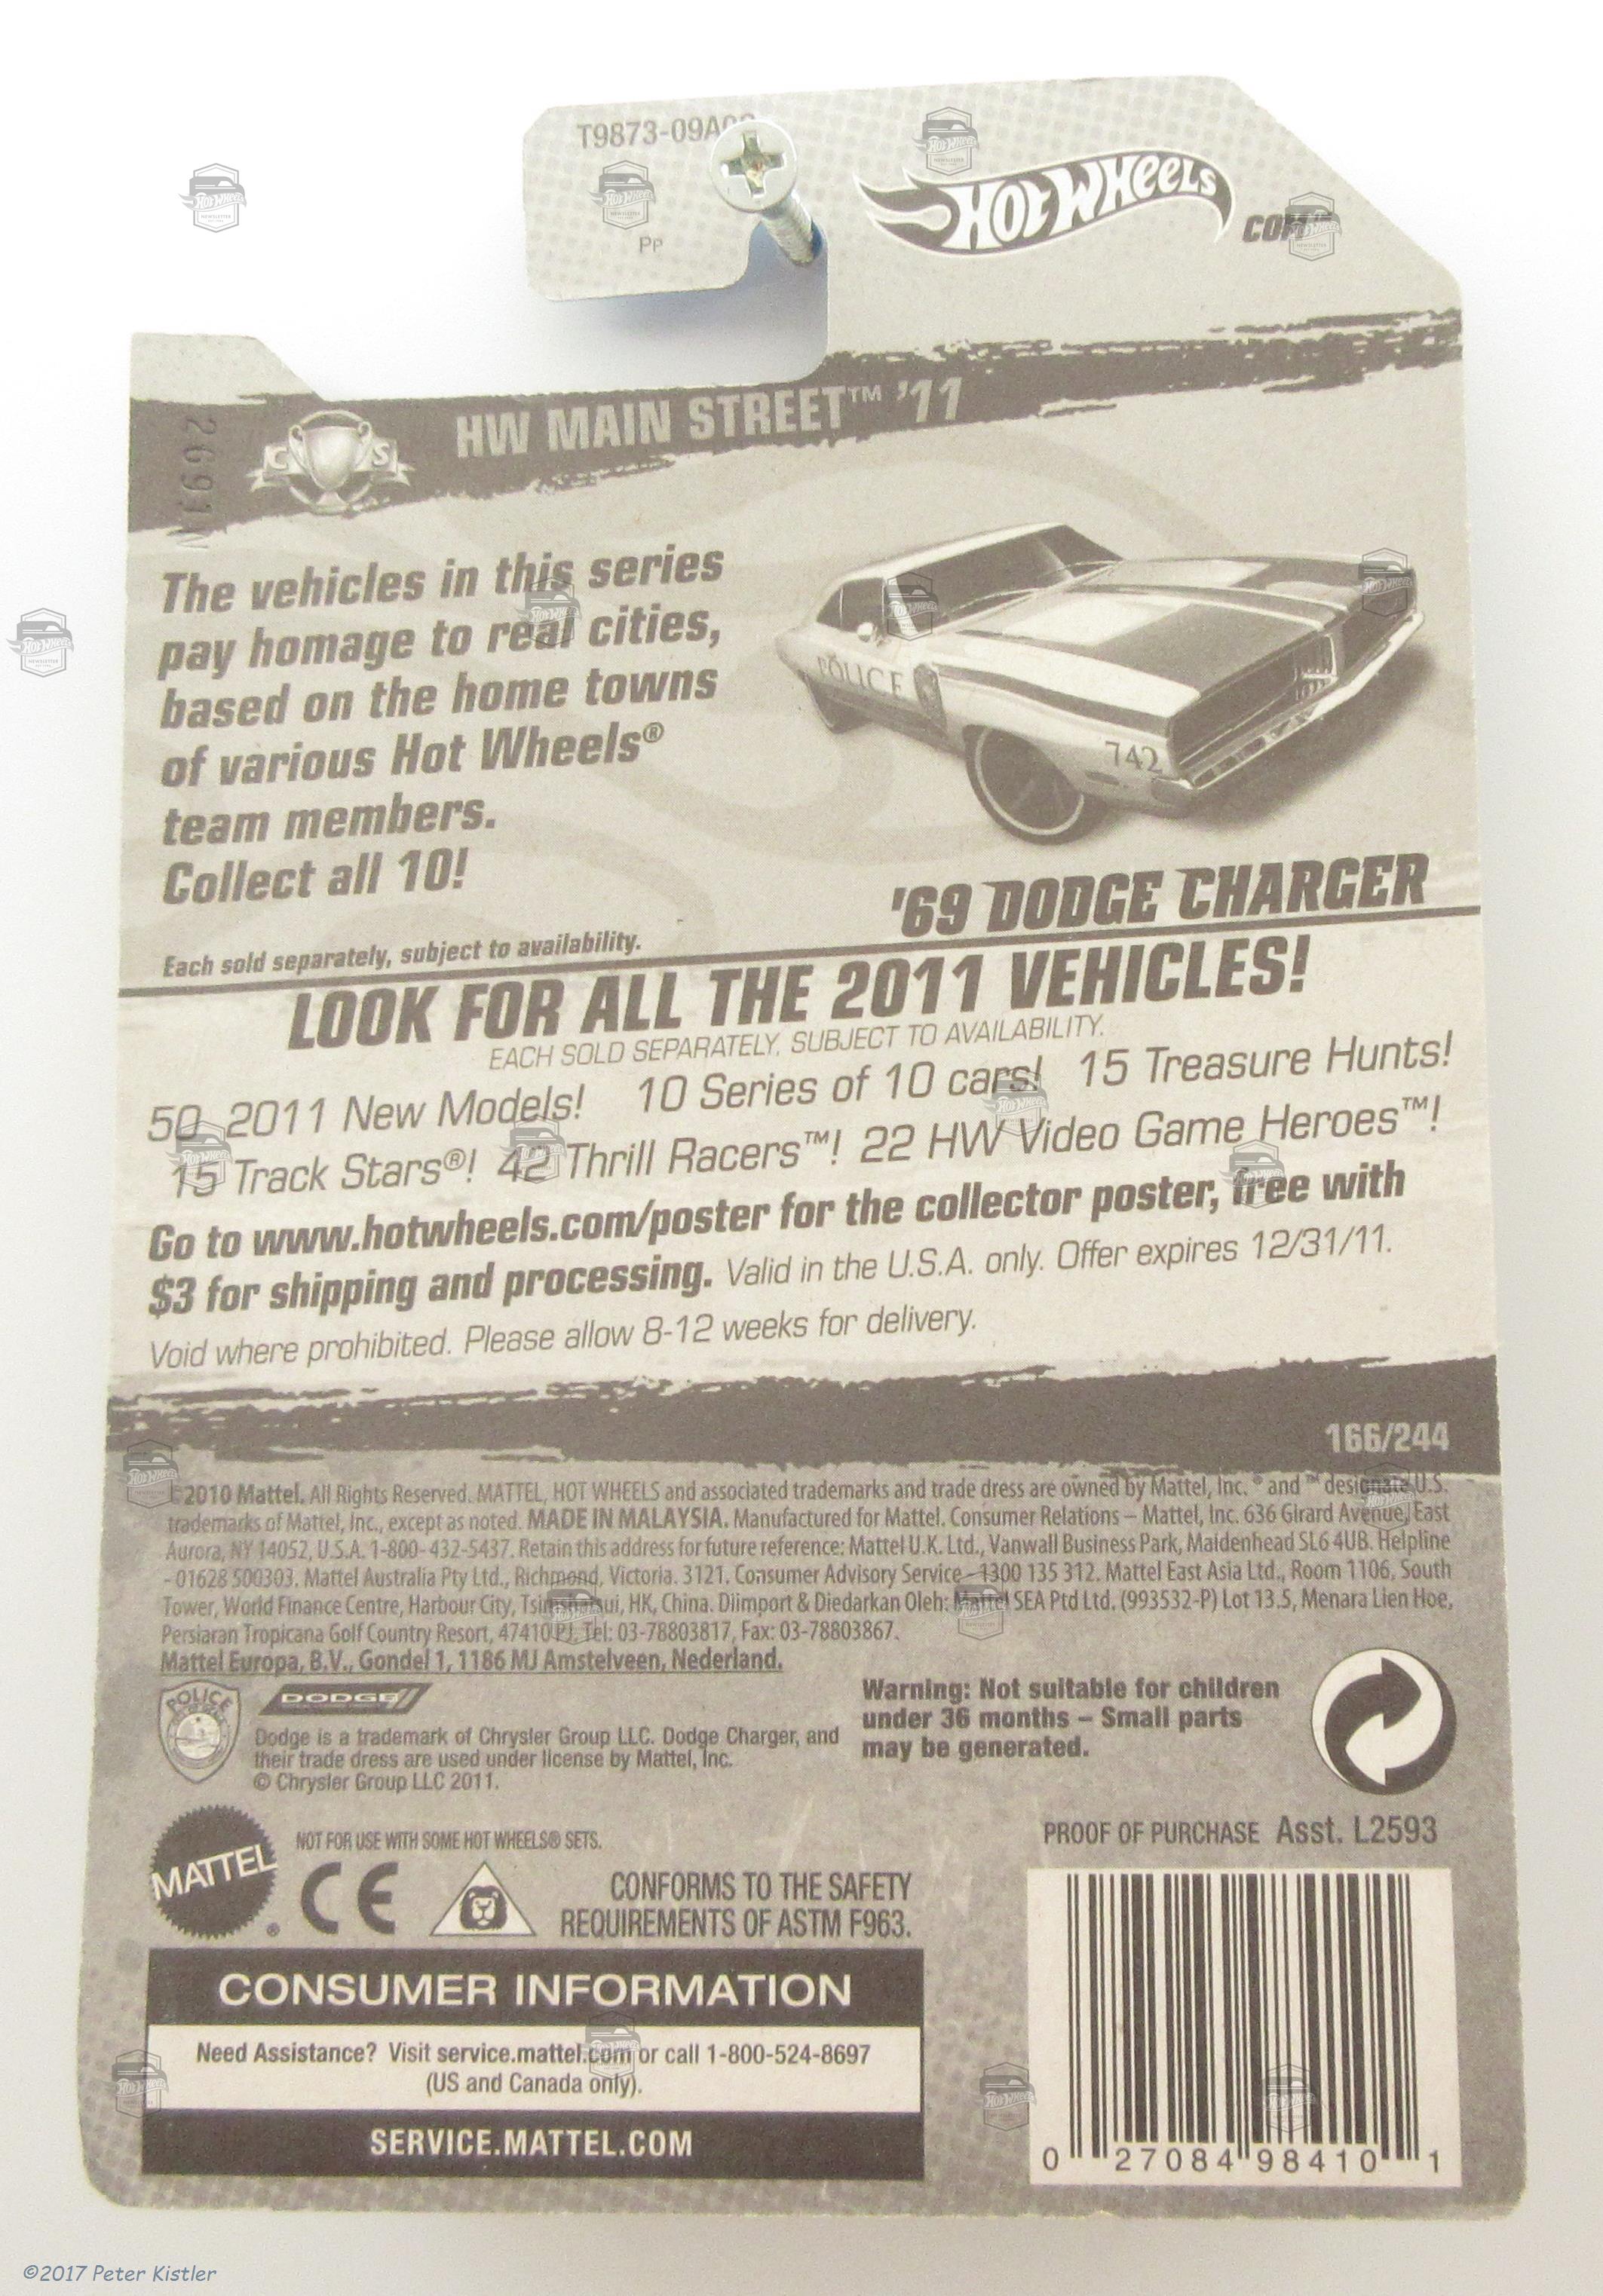 T9873-09A
Pp
HOT WHEELS
COM™
HW MAIN STREET™ '11
C S
2691
The vehicles in this series
pay homage to real cities,
based on the home towns
of various Hot Wheels®
team members.
Collect all 10!
POLICE
742
'69 DODGE CHARGER
Each sold separately, subject to availability.
LOOK FOR ALL THE 2011 VEHICLES!
EACH SOLD SEPARATELY, SUBJECT TO AVAILABILITY.
50 2011 New Models! 10 Series of 10 cars! 15 Treasure Hunts!
15 Track Stars®! 42 Thrill Racers™! 22 HW Video Game Heroes™!
Go to www.hotwheels.com/poster for the collector poster, free with
$3 for shipping and processing. Valid in the U.S.A. only. Offer expires 12/31/11.
Void where prohibited. Please allow 8-12 weeks for delivery.
166/244
©2010 Mattel. All Rights Reserved. MATTEL, HOT WHEELS and associated trademarks and trade dress are owned by Mattel, Inc. ® and ™ designate U.S.
trademarks of Mattel, Inc., except as noted. MADE IN MALAYSIA. Manufactured for Mattel. Consumer Relations – Mattel, Inc. 636 Girard Avenue, East
Aurora, NY 14052, U.S.A. 1-800-432-5437. Retain this address for future reference: Mattel U.K. Ltd., Vanwall Business Park, Maidenhead SL6 4UB. Helpline
- 01628 500303. Mattel Australia Pty Ltd., Richmond, Victoria. 3121. Consumer Advisory Service - 1300 135 312. Mattel East Asia Ltd., Room 1106, South
Tower, World Finance Centre, Harbour City, Tsimshatsui, HK, China. Diimport & Diedarkan Oleh: Mattel SEA Ptd Ltd. (993532-P) Lot 13.5, Menara Lien Hoe,
Persiaran Tropicana Golf Country Resort, 47410 PJ. Tel: 03-78803817, Fax: 03-78803867.
Mattel Europa, B.V., Gondel 1, 1186 MJ Amstelveen, Nederland.
POLICE
DODGE
Dodge is a trademark of Chrysler Group LLC. Dodge Charger, and
their trade dress are used under license by Mattel, Inc.
© Chrysler Group LLC 2011.
Warning: Not suitable for children
under 36 months – Small parts
may be generated.
MATTEL®
NOT FOR USE WITH SOME HOT WHEELS® SETS.
CE
CONFORMS TO THE SAFETY
REQUIREMENTS OF ASTM F963.
PROOF OF PURCHASE Asst. L2593
CONSUMER INFORMATION
Need Assistance? Visit service.mattel.com or call 1-800-524-8697
(US and Canada only).
SERVICE.MATTEL.COM
0 27084 98410 1
©2017 Peter Kistler